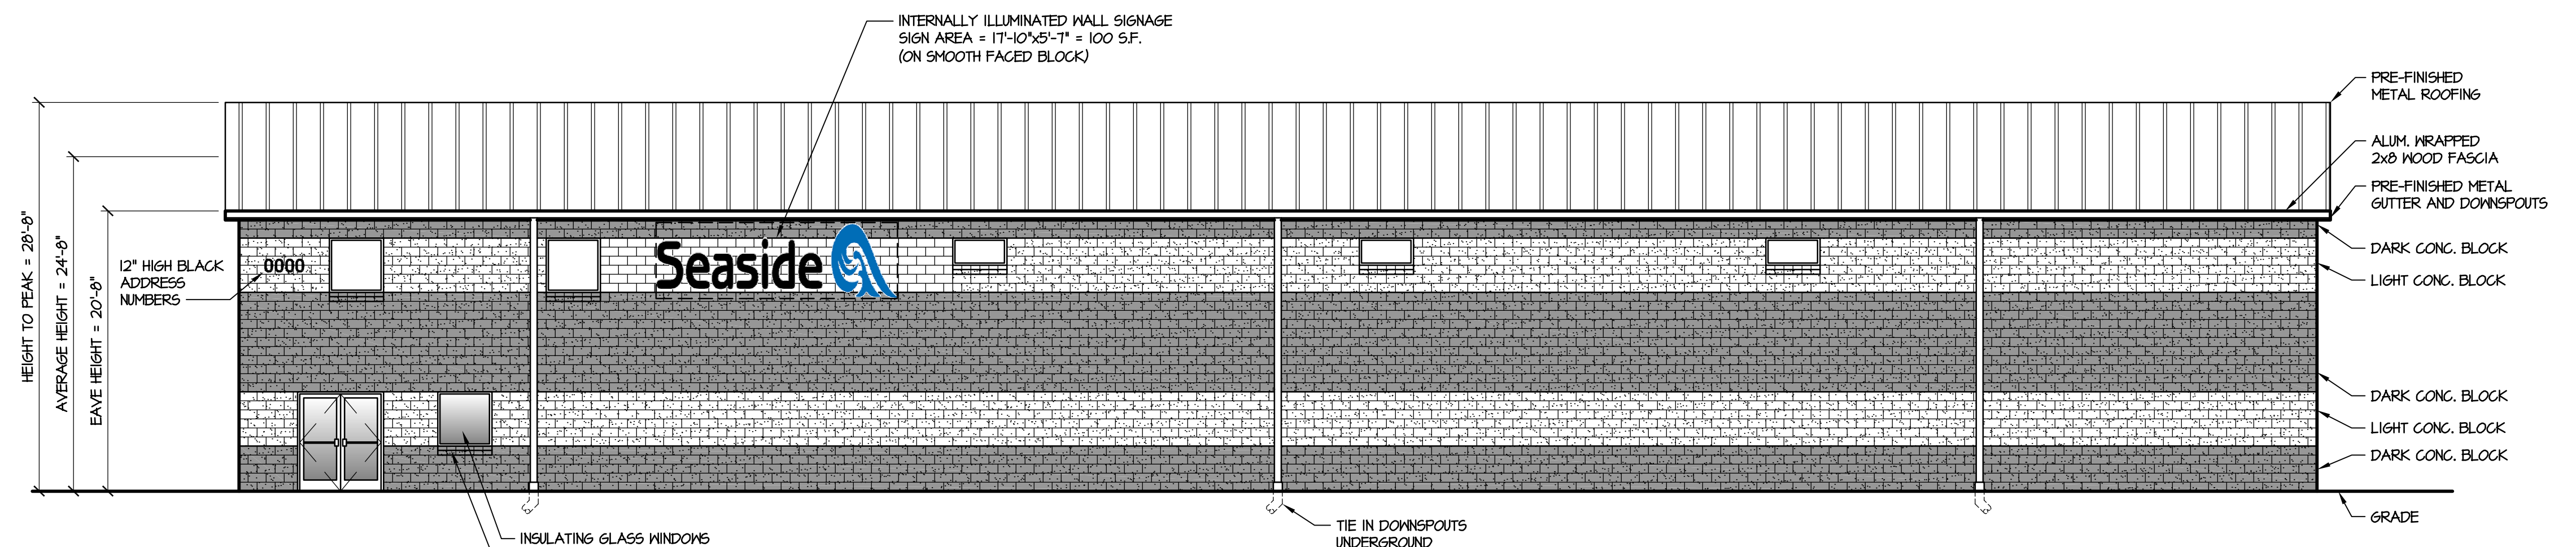 INTERNALLY ILLUMINATED WALL SIGNAGE
SIGN AREA = 17'-10"x5'-7" = 100 S.F.
(ON SMOOTH FACED BLOCK)
PRE-FINISHED
METAL ROOFING
ALUM. WRAPPED
2x8 WOOD FASCIA
PRE-FINISHED METAL
GUTTER AND DOWNSPOUTS
HEIGHT TO PEAK = 28'-8"
AVERAGE HEIGHT = 24'-8"
EAVE HEIGHT = 20'-8"
12" HIGH BLACK
ADDRESS
NUMBERS
0000
Seaside
DARK CONC. BLOCK
LIGHT CONC. BLOCK
DARK CONC. BLOCK
LIGHT CONC. BLOCK
DARK CONC. BLOCK
GRADE
INSULATING GLASS WINDOWS
TIE IN DOWNSPOUTS
UNDERGROUND